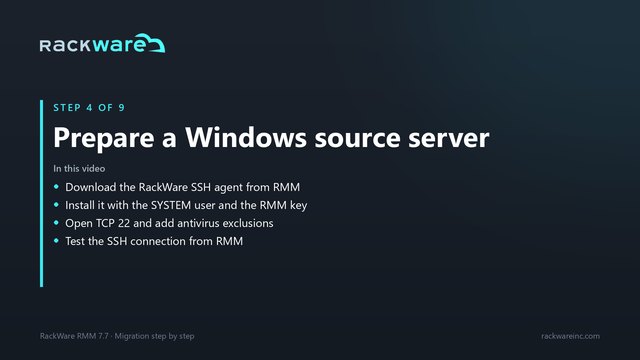 rackware
STEP 4 OF 9
Prepare a Windows source server
In this video
• Download the RackWare SSH agent from RMM
• Install it with the SYSTEM user and the RMM key
• Open TCP 22 and add antivirus exclusions
• Test the SSH connection from RMM
RackWare RMM 7.7 · Migration step by step
rackwareinc.com